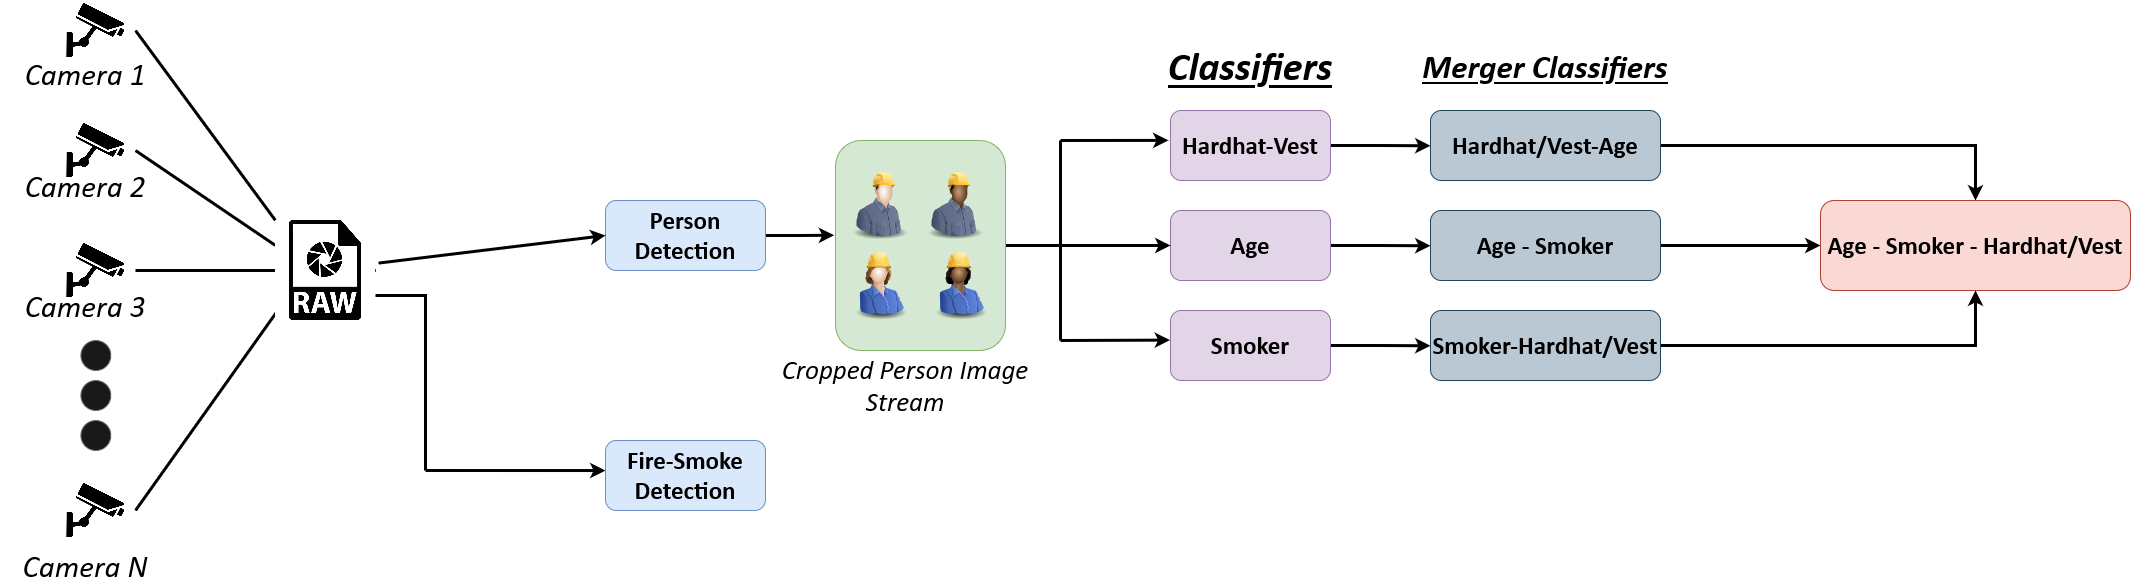 Camera 1
Camera 2
Camera 3
Camera N
RAW
Person
Detection
Fire-Smoke
Detection
Cropped Person Image
Stream
Classifiers
Hardhat-Vest
Age
Smoker
Merger Classifiers
Hardhat/Vest-Age
Age - Smoker
Smoker-Hardhat/Vest
Age - Smoker - Hardhat/Vest